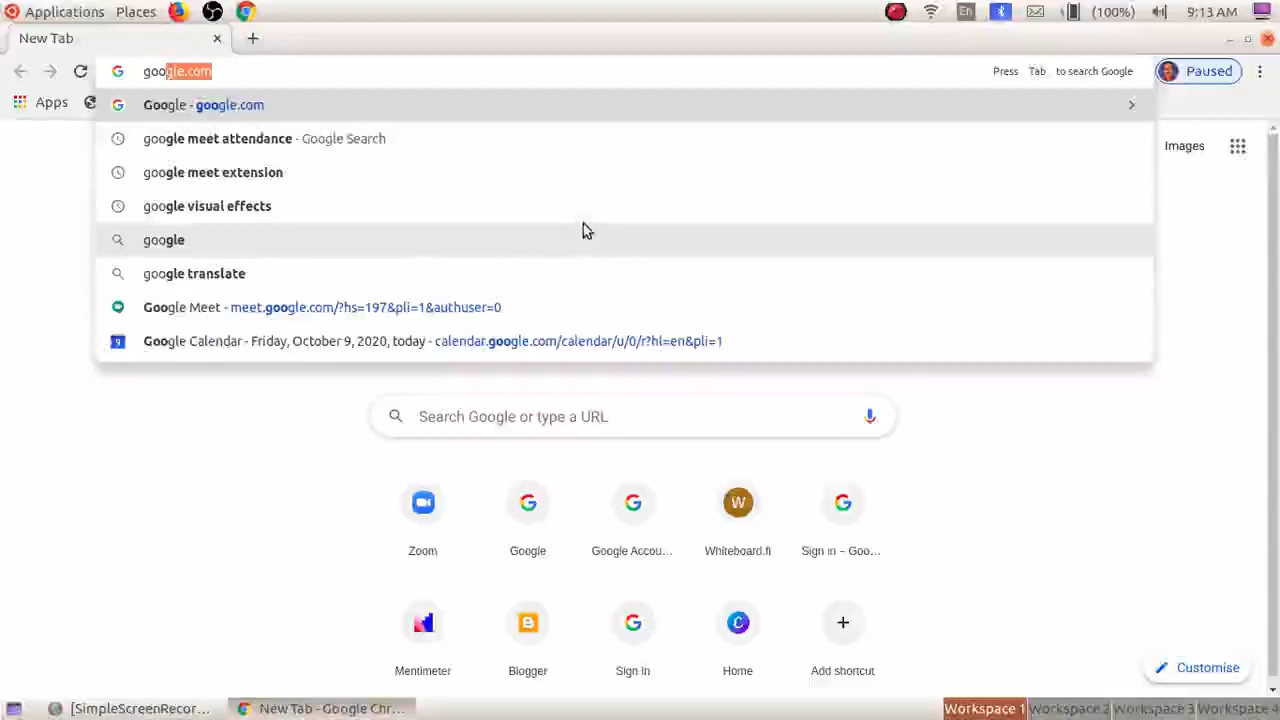 Applications Places En (100%) 9:13 AM
New Tab
google.com Press Tab to search Google Paused
Apps
Google - google.com
google meet attendance - Google Search
google meet extension
google visual effects
google
google translate
Google Meet - meet.google.com/?hs=197&pli=1&authuser=0
Google Calendar - Friday, October 9, 2020, today - calendar.google.com/calendar/u/0/r?hl=en&pli=1
Images
Search Google or type a URL
W
Zoom Google Google Accou... Whiteboard.fi Sign in – Goo...
Mentimeter Blogger Sign In Home Add shortcut
Customise
[SimpleScreenRecor... New Tab - Google Chr... Workspace 1 Workspace 2 Workspace 3 Workspace 4